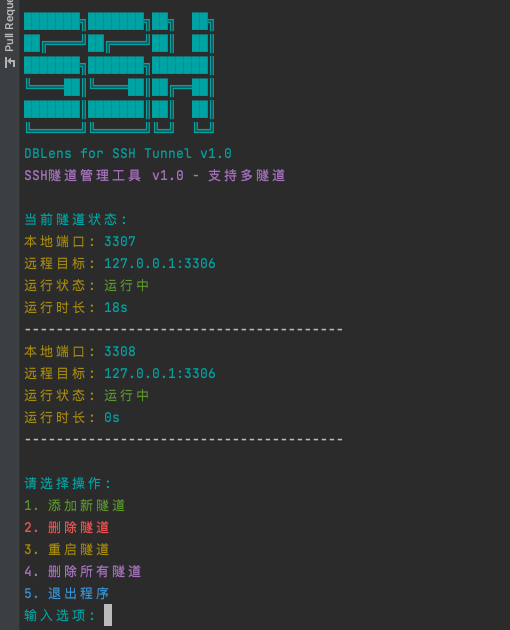 Pull Reque
SSH
DBLens for SSH Tunnel v1.0
SSH隧道管理工具 v1.0 - 支持多隧道
当前隧道状态:
本地端口: 3307
远程目标: 127.0.0.1:3306
运行状态: 运行中
运行时长: 18s
----------------------------------------
本地端口: 3308
远程目标: 127.0.0.1:3306
运行状态: 运行中
运行时长: 0s
----------------------------------------
请选择操作:
1. 添加新隧道
2. 删除隧道
3. 重启隧道
4. 删除所有隧道
5. 退出程序
输入选项: